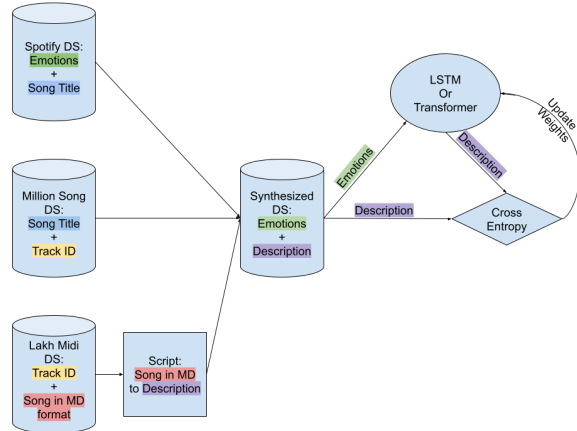 Spotify DS:
Emotions
+
Song Title
Million Song
DS:
Song Title
+
Track ID
Lakh Midi
DS:
Track ID
+
Song in MD
format
Script:
Song in MD
to Description
Synthesized
DS:
Emotions
+
Description
Emotions
Description
LSTM
Or
Transformer
Description
Cross
Entropy
Update
Weights